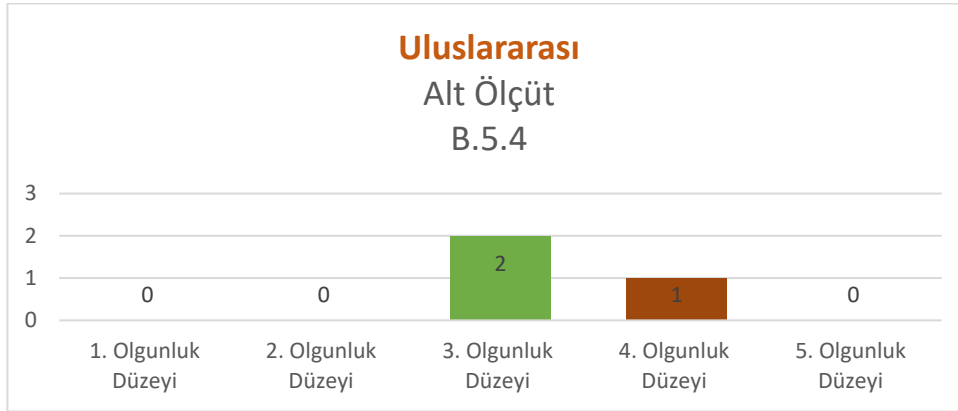 Uluslararası
Alt Ölçüt
B.5.4
3
2
1
0
0
0
2
1
0
1. Olgunluk
Düzeyi
2. Olgunluk
Düzeyi
3. Olgunluk
Düzeyi
4. Olgunluk
Düzeyi
5. Olgunluk
Düzeyi